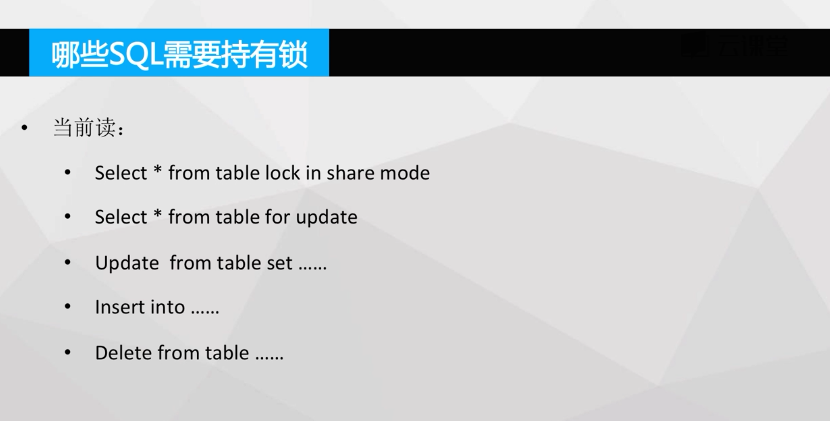 哪些SQL需要持有锁
• 当前读：
• Select * from table lock in share mode
• Select * from table for update
• Update  from table set ……
• Insert into ……
• Delete from table ……